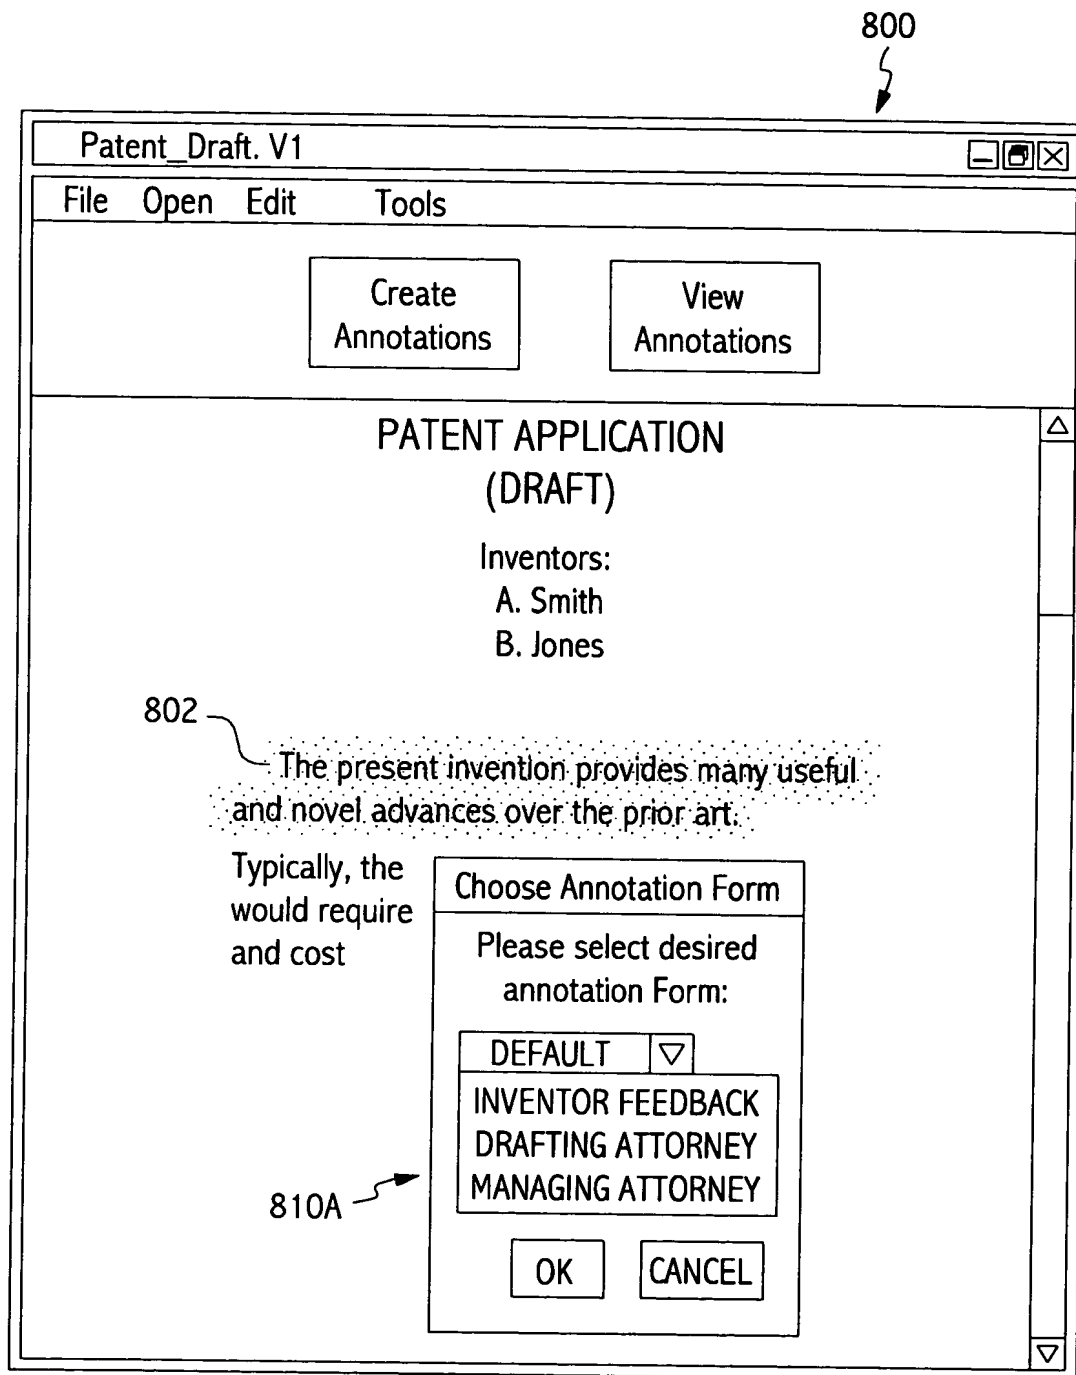 800
Patent_Draft. V1
File Open Edit Tools
Create
Annotations
View
Annotations
PATENT APPLICATION
(DRAFT)
Inventors:
A. Smith
B. Jones
802
The present invention provides many useful
and novel advances over the prior art.
Typically, the
would require
and cost
Choose Annotation Form
Please select desired
annotation Form:
DEFAULT
INVENTOR FEEDBACK
DRAFTING ATTORNEY
MANAGING ATTORNEY
810A
OK
CANCEL